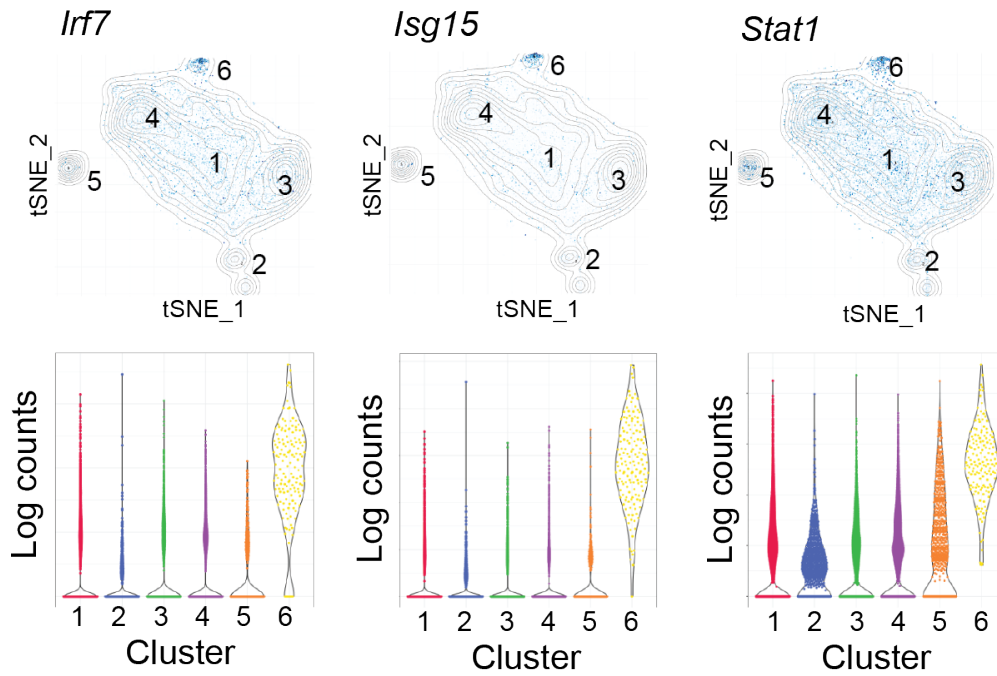 Irf7
Isg15
Stat1
6
4
1
3
5
2
tSNE_2
tSNE_1
6
4
1
3
5
2
tSNE_2
tSNE_1
6
4
1
3
5
2
tSNE_2
tSNE_1
Log counts
1 2 3 4 5 6
Cluster
Log counts
1 2 3 4 5 6
Cluster
Log counts
1 2 3 4 5 6
Cluster